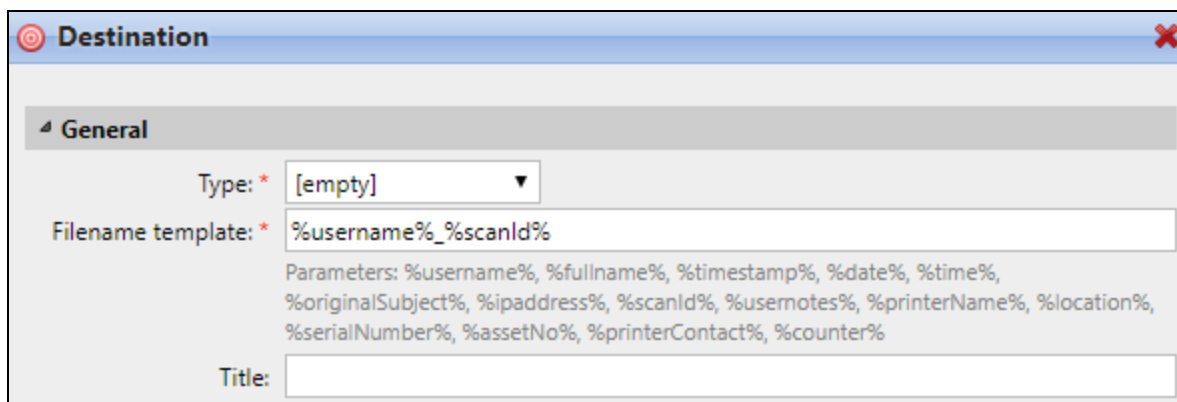 Destination
General
Type: * [empty]
Filename template: * %username%_%scanId%
Parameters: %username%, %fullname%, %timestamp%, %date%, %time%,
%originalSubject%, %ipaddress%, %scanId%, %usernotes%, %printerName%, %location%,
%serialNumber%, %assetNo%, %printerContact%, %counter%
Title: